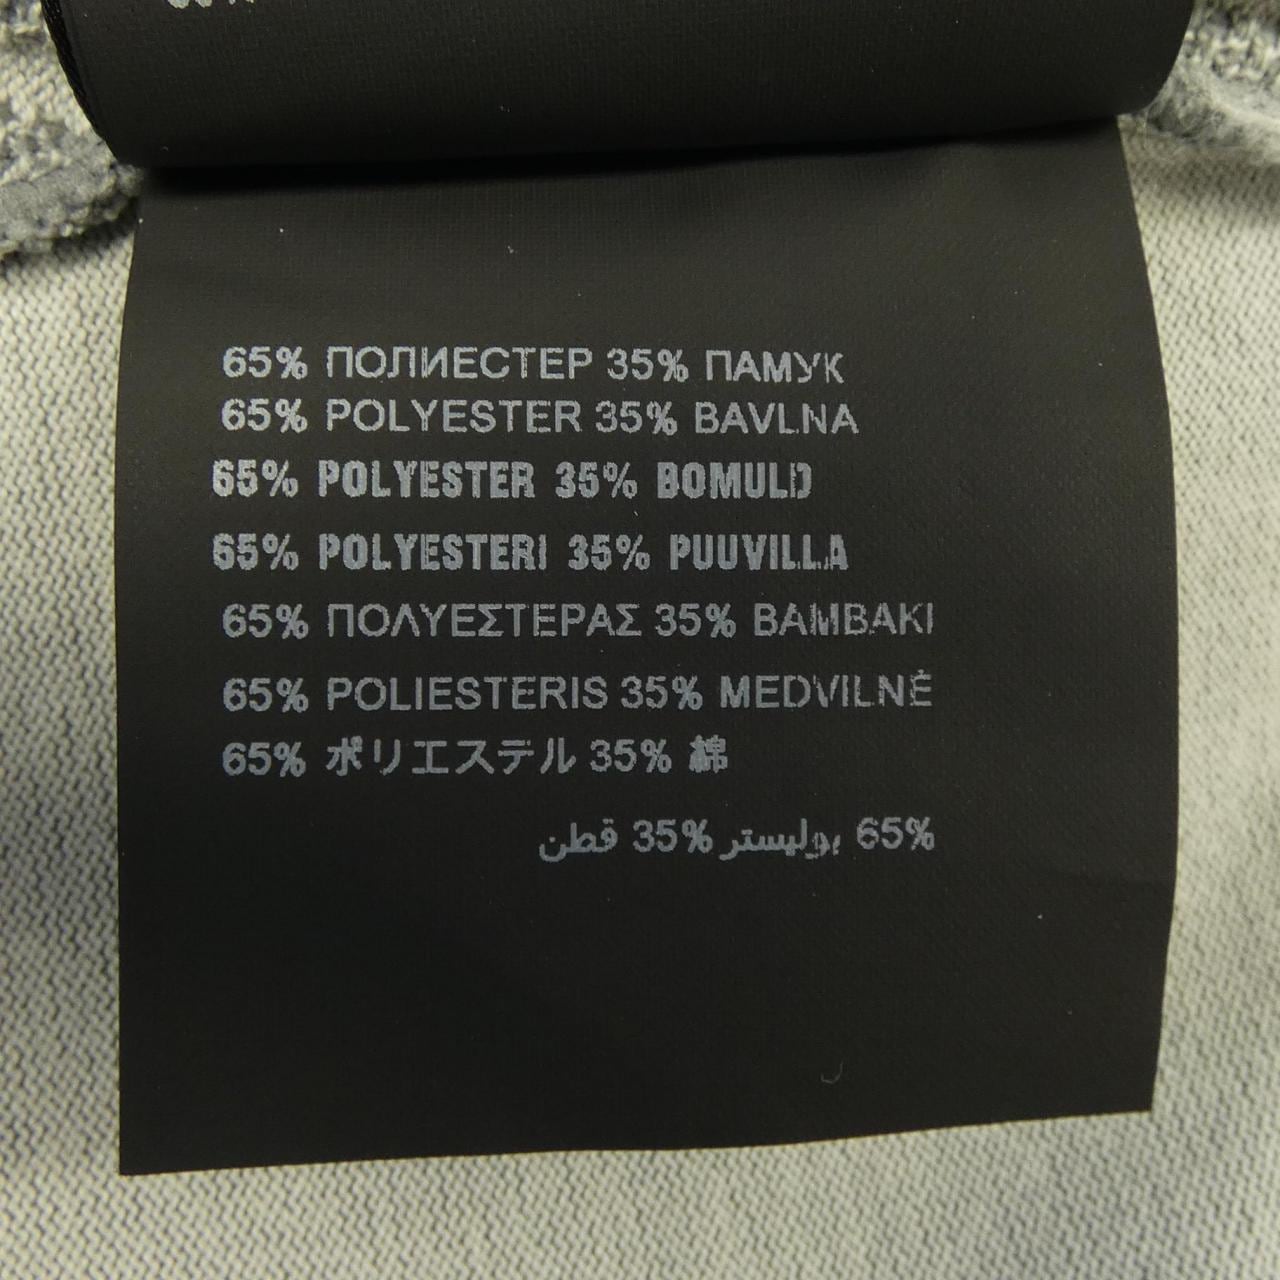 65% ПОЛИЕСТЕР 35% ПАМУК
65% POLYESTER 35% BAVLNA
65% POLYESTER 35% BOMULD
65% POLYESTERI 35% PUUVILLA
65% ΠΟΛΥΕΣΤΕΡΑΣ 35% BAMBAKI
65% POLIESTERIS 35% MEDVILNĖ
65% ポリエステル 35% 綿
65% بوليستر 35% قطن